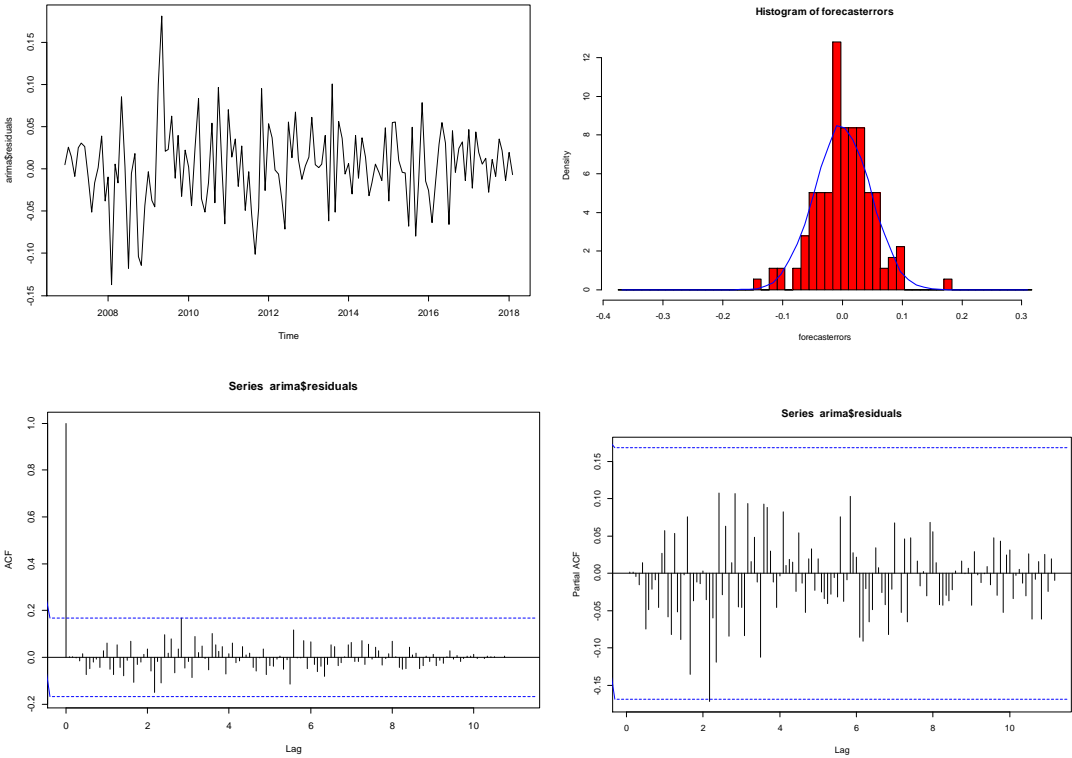 arima$residuals
0.15
0.10
0.05
0.00
-0.05
-0.10
-0.15
2008 2010 2012 2014 2016 2018
Time
Histogram of forecasterrors
Density
12
10
8
6
4
2
0
-0.4 -0.3 -0.2 -0.1 0.0 0.1 0.2 0.3
forecasterrors
Series arima$residuals
ACF
1.0
0.8
0.6
0.4
0.2
0.0
-0.2
0 2 4 6 8 10
Lag
Series arima$residuals
Partial ACF
0.15
0.10
0.05
0.00
-0.05
-0.10
-0.15
0 2 4 6 8 10
Lag